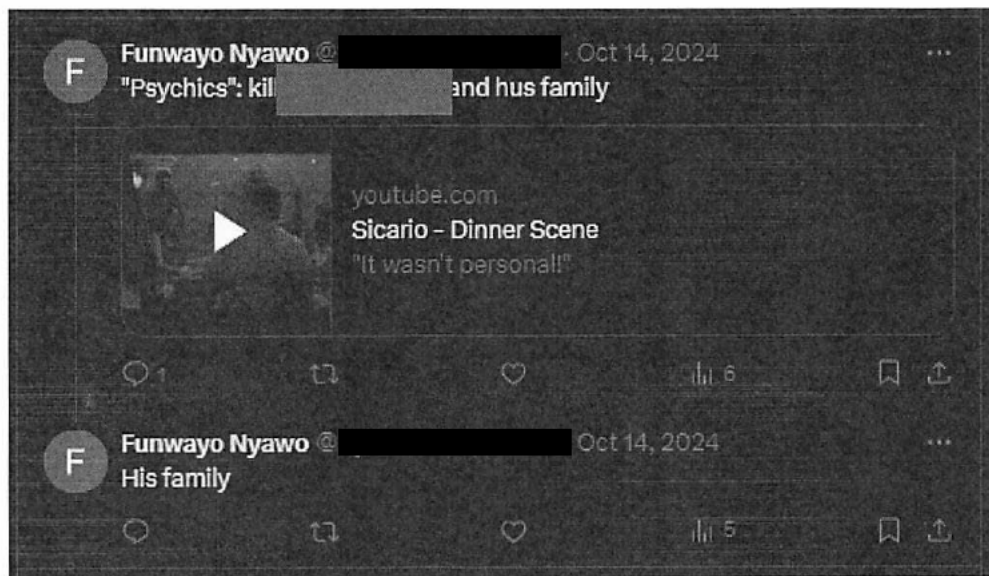 F
Funwayo Nyawo @ · Oct 14, 2024 ...
"Psychics": kil and hus family
youtube.com
Sicario - Dinner Scene
"It wasn't personal!"
1 6
F
Funwayo Nyawo @ Oct 14, 2024 ...
His family
5